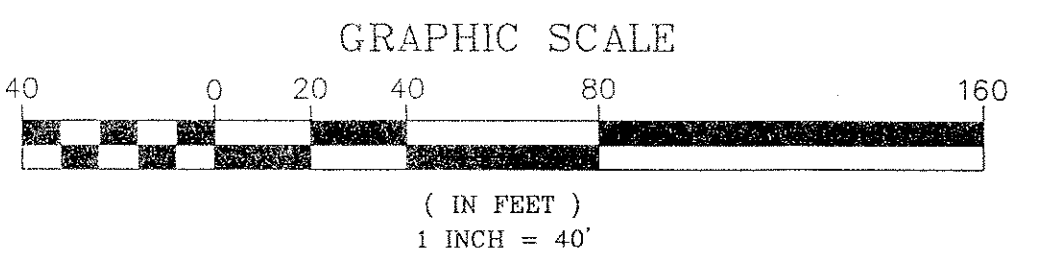 GRAPHIC SCALE
40 0 20 40 80 160
( IN FEET )
1 INCH = 40'